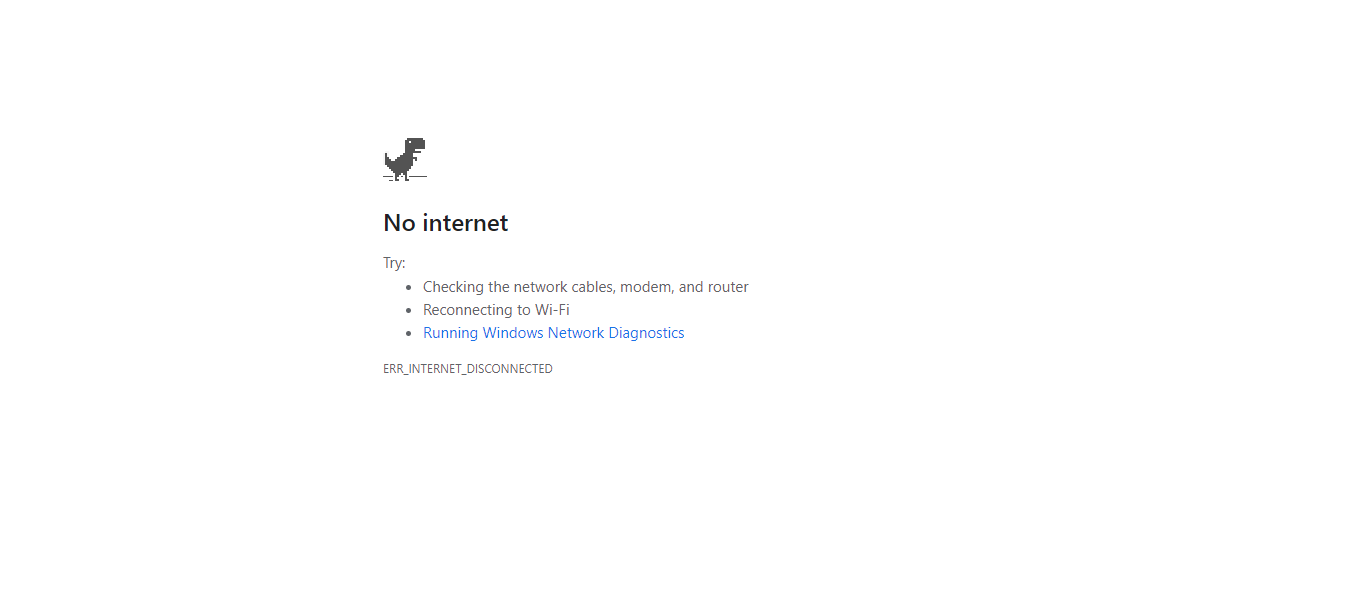 No internet
Try:
Checking the network cables, modem, and router
Reconnecting to Wi-Fi
Running Windows Network Diagnostics
ERR_INTERNET_DISCONNECTED